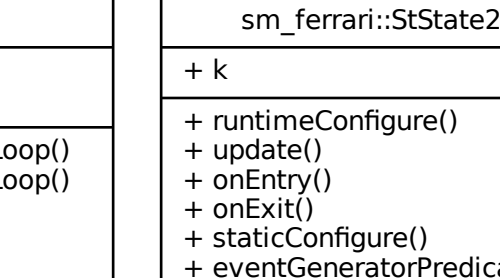 sm_ferrari::StState2
+ k
+ runtimeConfigure()
oop()
+ update()
oop()
+ onEntry()
+ onExit()
+ staticConfigure()